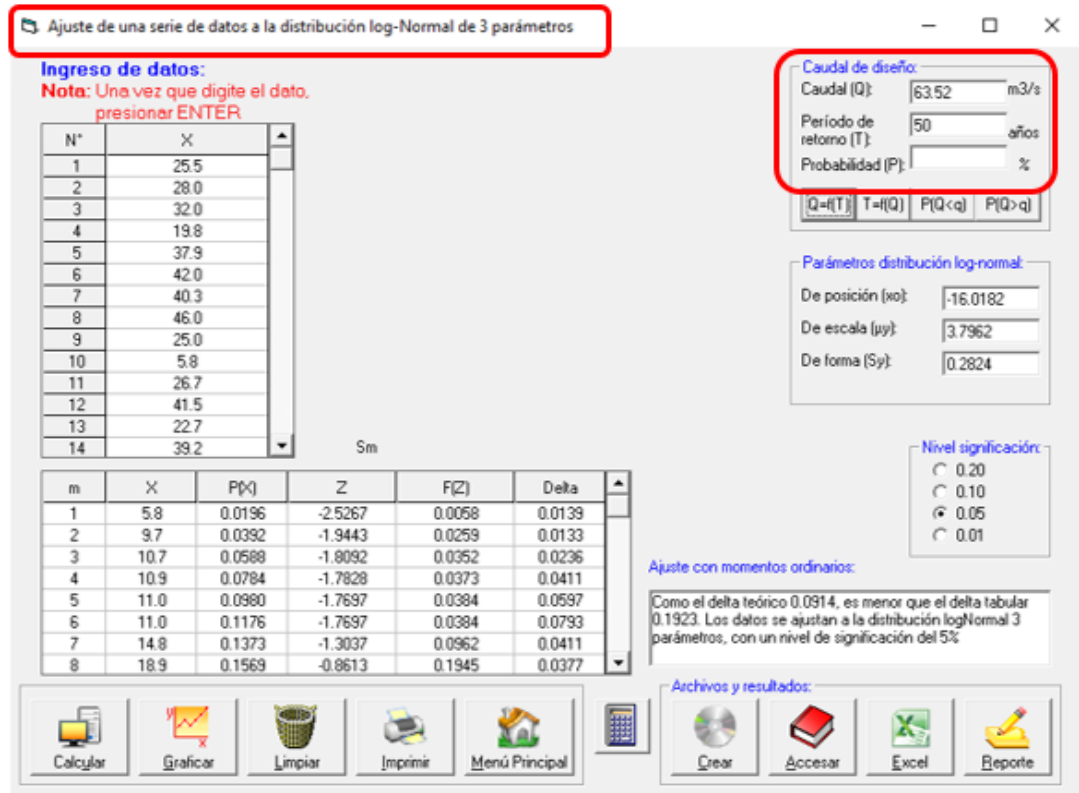 Ajuste de una serie de datos a la distribución log-Normal de 3 parámetros
Ingreso de datos:
Nota: Una vez que digite el dato,
presionar ENTER
N° X
1 25.5
2 28.0
3 32.0
4 19.8
5 37.9
6 42.0
7 40.3
8 46.0
9 25.0
10 5.8
11 26.7
12 41.5
13 22.7
14 39.2
Sm
Caudal de diseño:
Caudal (Q): 63.52 m3/s
Período de
retorno (T): 50 años
Probabilidad (P): %
Q=f(T) T=f(Q) P(Q<q) P(Q>q)
Parámetros distribución log-normal:
De posición (xo): -16.0182
De escala (µy): 3.7962
De forma (Sy): 0.2824
Nivel significación:
0.20
0.10
0.05
0.01
m X P(X) Z F(Z) Delta
1 5.8 0.0196 -2.5267 0.0058 0.0139
2 9.7 0.0392 -1.9443 0.0259 0.0133
3 10.7 0.0588 -1.8092 0.0352 0.0236
4 10.9 0.0784 -1.7828 0.0373 0.0411
5 11.0 0.0980 -1.7697 0.0384 0.0597
6 11.0 0.1176 -1.7697 0.0384 0.0793
7 14.8 0.1373 -1.3037 0.0962 0.0411
8 18.9 0.1569 -0.8613 0.1945 0.0377
Ajuste con momentos ordinarios:
Como el delta teórico 0.0914, es menor que el delta tabular
0.1923. Los datos se ajustan a la distribución logNormal 3
parámetros, con un nivel de significación del 5%
Calcular Graficar Limpiar Imprimir Menú Principal
Archivos y resultados:
Crear Accesar Excel Reporte